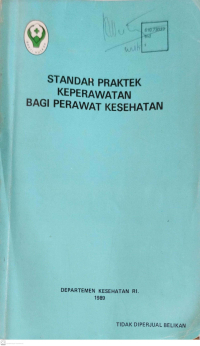 STANDAR PRAKTEK
KEPERAWATAN
BAGI PERAWAT KESEHATAN
DEPARTEMEN KESEHATAN RI.
1989
TIDAK DIPERJUAL BELIKAN